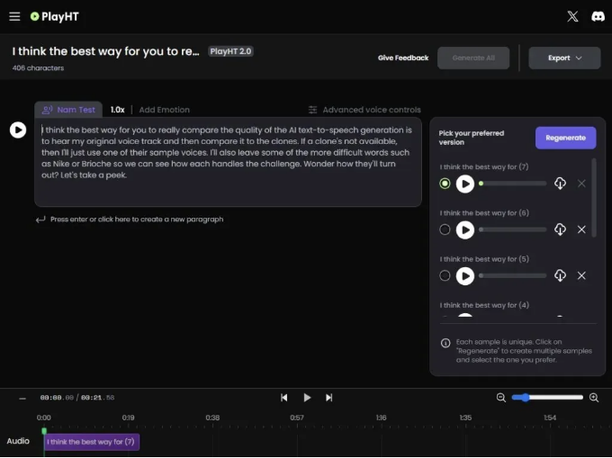 PlayHT
I think the best way for you to re... PlayHT 2.0
406 characters
Give Feedback
Generate All
Export
Nam Test
1.0x
Add Emotion
Advanced voice controls
I think the best way for you to really compare the quality of the AI text-to-speech generation is
to hear my original voice track and then compare it to the clones. If a clone's not available,
then I'll just use one of their sample voices. I'll also leave some of the more difficult words such
as Nike or Brioche so we can see how each handles the challenge. Wonder how they'll turn
out? Let's take a peek.
Press enter or click here to create a new paragraph
Pick your preferred
version
Regenerate
I think the best way for (7)
I think the best way for (6)
I think the best way for (5)
I think the best way for (4)
Each sample is unique. Click on
"Regenerate" to create multiple samples
and select the one you prefer.
00:00.00 / 00:21.58
0:00 0:19 0:38 0:57 1:16 1:35 1:54
Audio
I think the best way for (7)